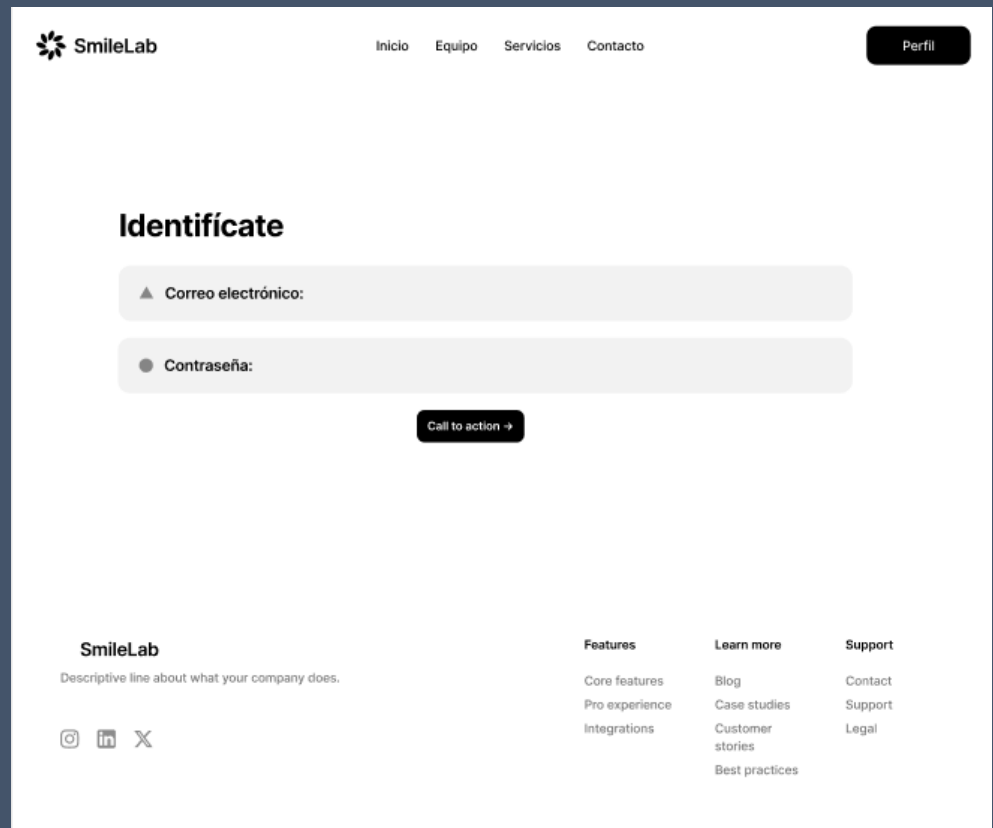 SmileLab
Inicio Equipo Servicios Contacto
Perfil
Identifícate
Correo electrónico:
Contraseña:
Call to action →
SmileLab
Descriptive line about what your company does.
Features
Core features
Pro experience
Integrations
Learn more
Blog
Case studies
Customer
stories
Best practices
Support
Contact
Support
Legal